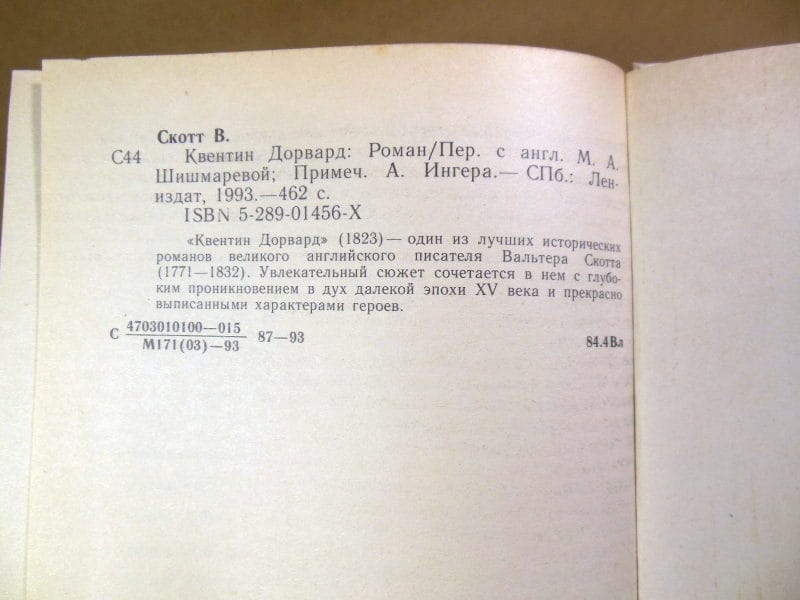 Скотт В.
С44 Квентин Дорвард: Роман/Пер. с англ. М. А.
Шишмаревой; Примеч. А. Ингера.— СПб.: Лен-
издат, 1993.—462 с.
ISBN 5-289-01456-X
«Квентин Дорвард» (1823) — один из лучших исторических
романов великого английского писателя Вальтера Скотта
(1771—1832). Увлекательный сюжет сочетается в нем с глубо-
ким проникновением в дух далекой эпохи XV века и прекрасно
выписанными характерами героев.
С 4703010100—015
М171(03)—93 87—93 84.4Вл